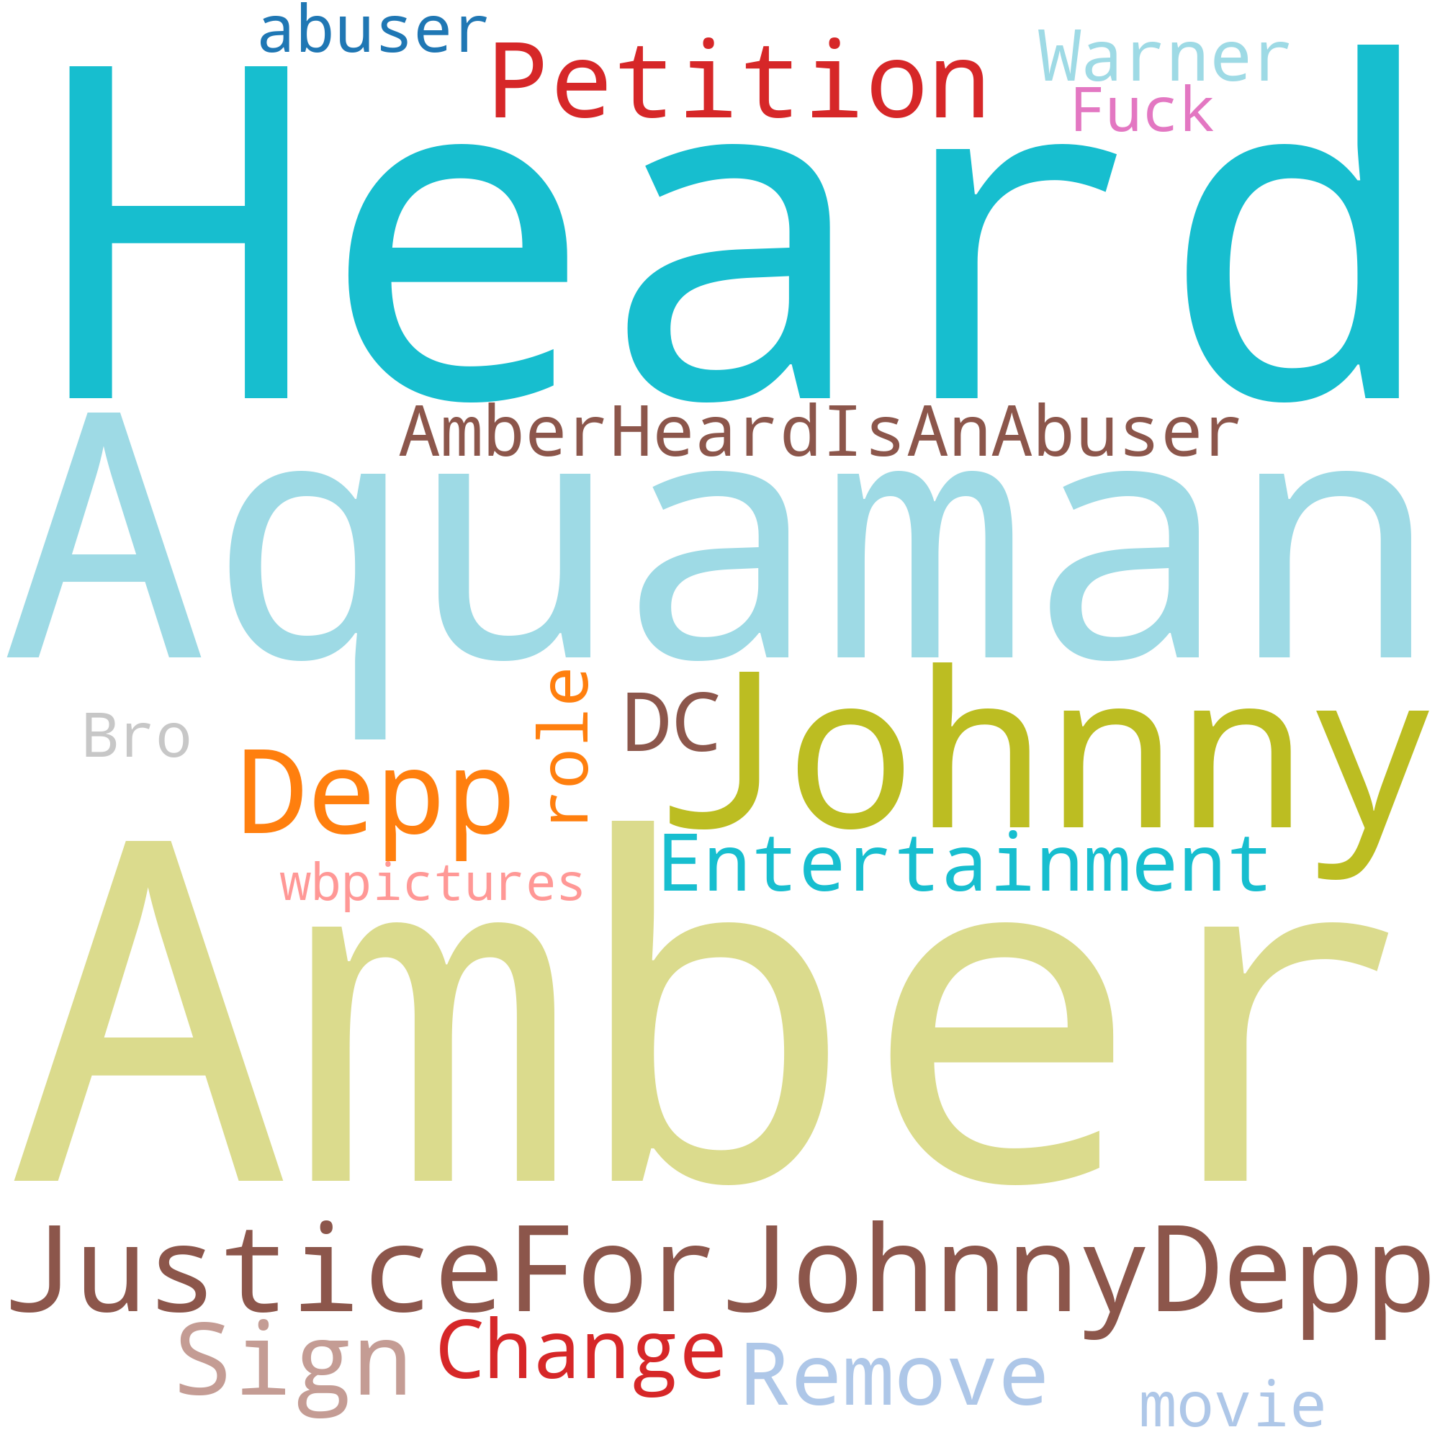 abuser
Petition
Warner
Fuck
Heard
AmberHeardIsAnAbuser
Aquaman
Bro
Depp
role
DC
Johnny
wbpictures
Entertainment
Amber
JusticeForJohnnyDepp
Sign
Change
Remove
movie